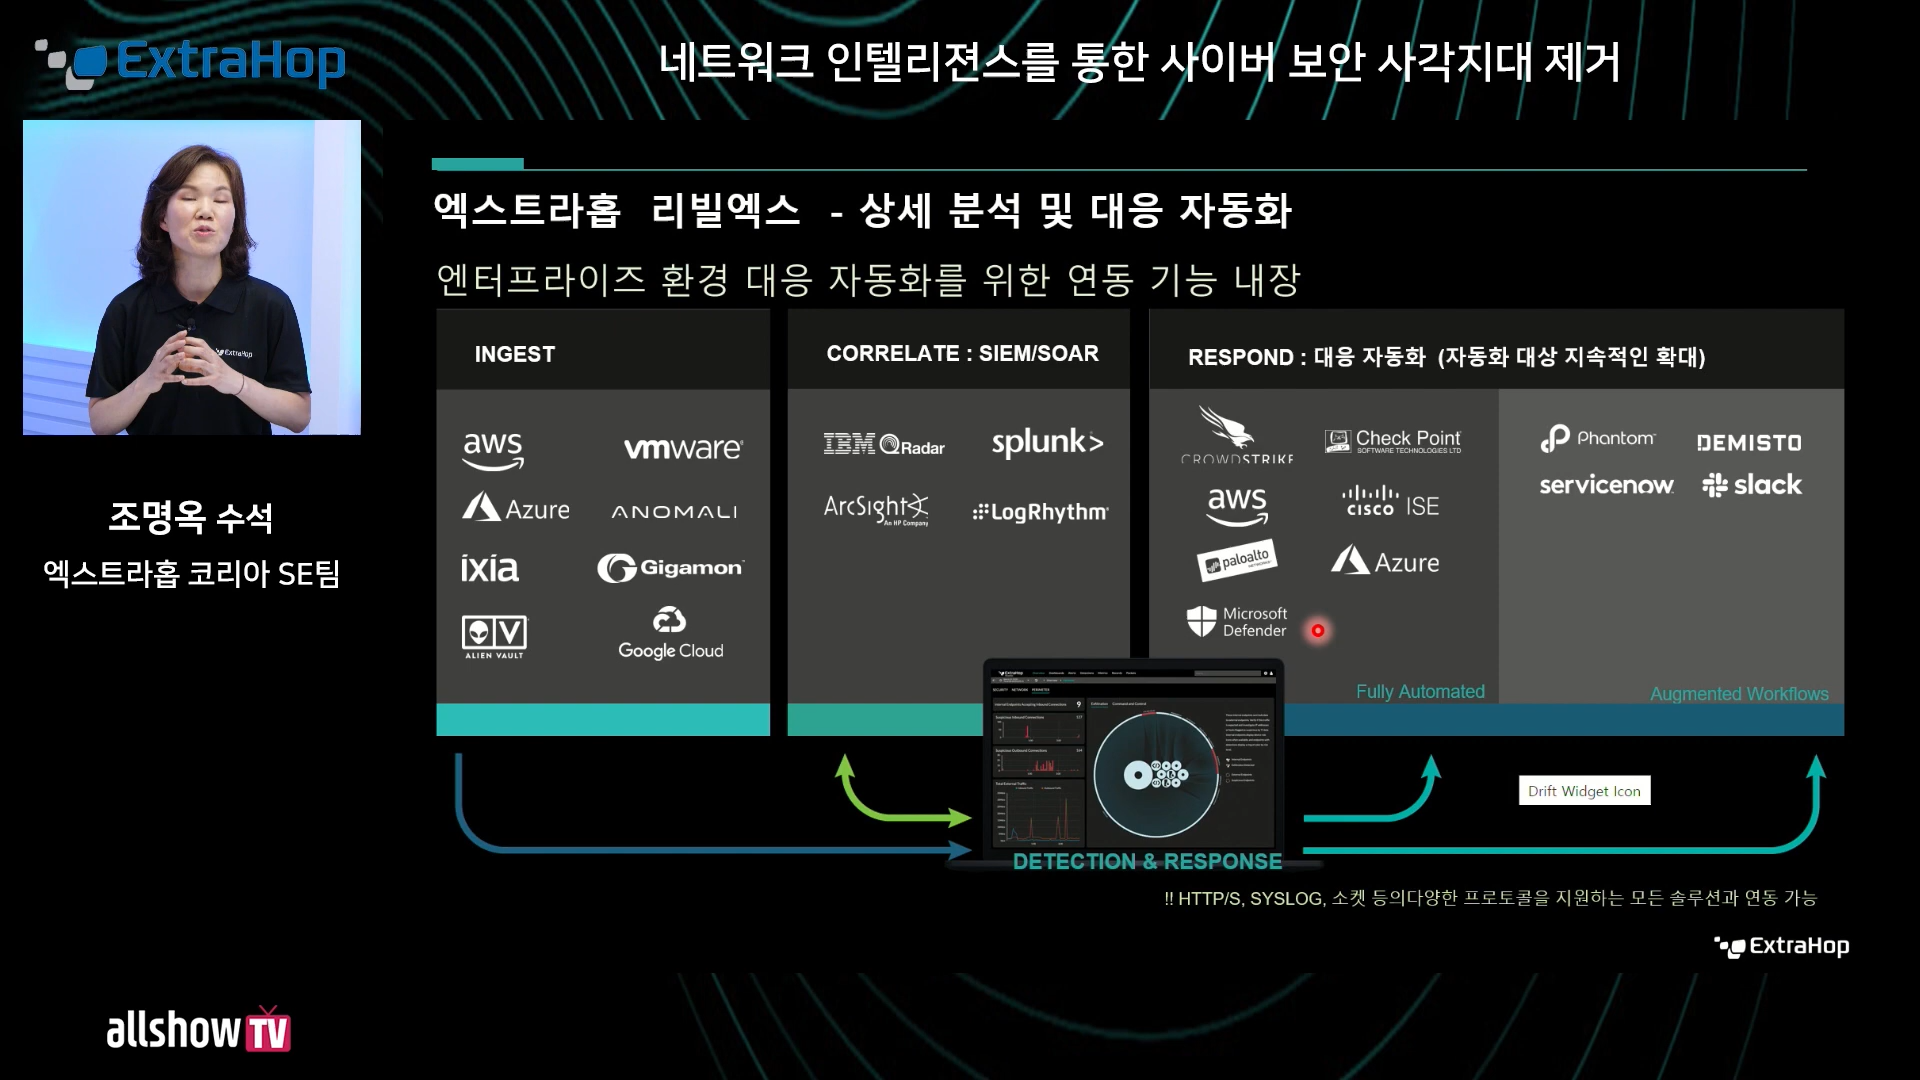 ExtraHop
네트워크 인텔리젼스를 통한 사이버 보안 사각지대 제거
ExtraHop
조명옥 수석
엑스트라홉 코리아 SE팀
엑스트라홉 리빌엑스 - 상세 분석 및 대응 자동화
엔터프라이즈 환경 대응 자동화를 위한 연동 기능 내장
INGEST
aws
vmware
Azure
ANOMALI
ixia
Gigamon
ALIEN VAULT
Google Cloud
CORRELATE : SIEM/SOAR
IBM QRadar
splunk>
ArcSight
An HP Company
LogRhythm
RESPOND : 대응 자동화 (자동화 대상 지속적인 확대)
CROWDSTRIKE
Check Point
SOFTWARE TECHNOLOGIES LTD
aws
CISCO ISE
paloalto
Azure
Microsoft
Defender
Fully Automated
Phantom
DEMISTO
servicenow
slack
Augmented Workflows
DETECTION & RESPONSE
Drift Widget Icon
!! HTTP/S, SYSLOG, 소켓 등의다양한 프로토콜을 지원하는 모든 솔루션과 연동 가능
ExtraHop
allshow TV